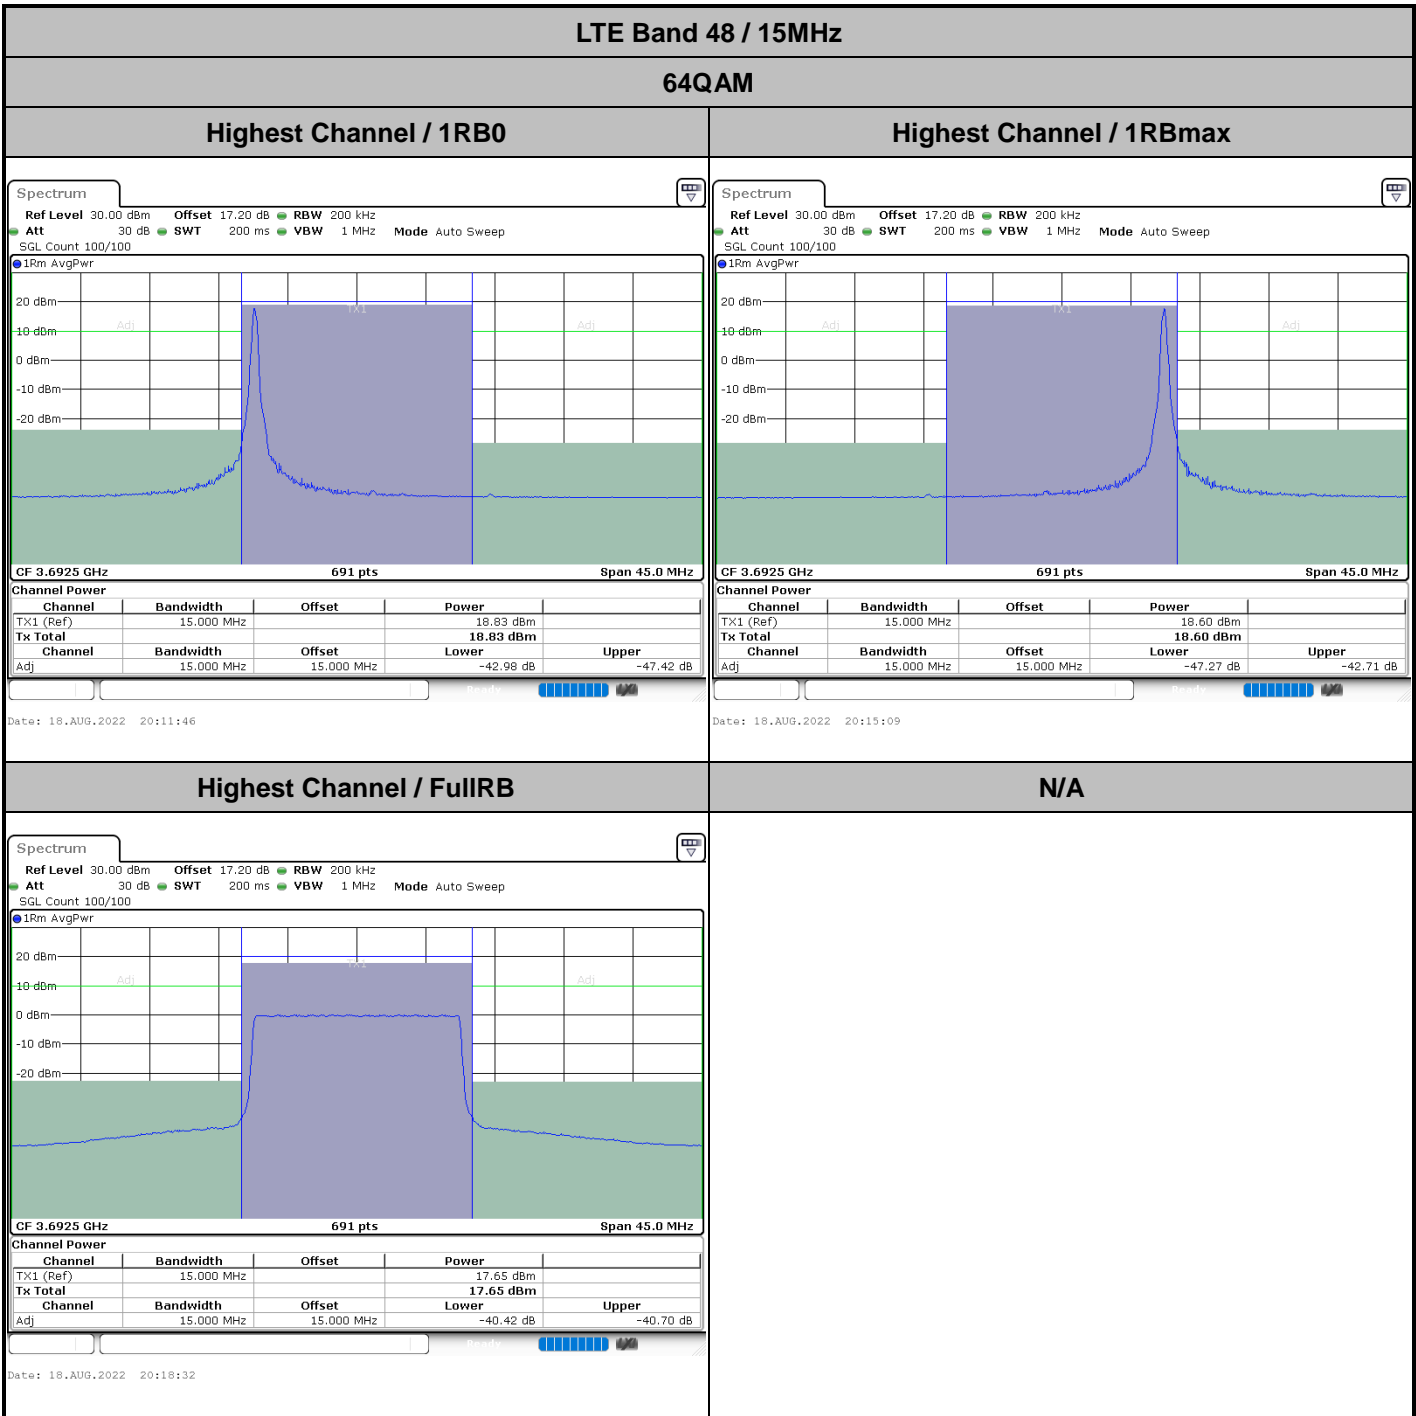 LTE Band 48 / 15MHz
64QAM
Highest Channel / 1RB0
Highest Channel / 1RBmax
Spectrum
Ref Level 30.00 dBm Offset 17.20 dB RBW 200 kHz
Att 30 dB SWT 200 ms VBW 1 MHz Mode Auto Sweep
SGL Count 100/100
1Rm AvgPwr
20 dBm
10 dBm
0 dBm
-10 dBm
-20 dBm
Adj
TX1
Adj
CF 3.6925 GHz 691 pts Span 45.0 MHz
Channel Power
Channel Bandwidth Offset Power
TX1 (Ref) 15.000 MHz 18.83 dBm
Tx Total 18.83 dBm
Channel Bandwidth Offset Lower Upper
Adj 15.000 MHz 15.000 MHz -42.98 dB -47.42 dB
Ready
Date: 18.AUG.2022 20:11:46
Spectrum
Ref Level 30.00 dBm Offset 17.20 dB RBW 200 kHz
Att 30 dB SWT 200 ms VBW 1 MHz Mode Auto Sweep
SGL Count 100/100
1Rm AvgPwr
20 dBm
10 dBm
0 dBm
-10 dBm
-20 dBm
Adj
TX1
Adj
CF 3.6925 GHz 691 pts Span 45.0 MHz
Channel Power
Channel Bandwidth Offset Power
TX1 (Ref) 15.000 MHz 18.60 dBm
Tx Total 18.60 dBm
Channel Bandwidth Offset Lower Upper
Adj 15.000 MHz 15.000 MHz -47.27 dB -42.71 dB
Ready
Date: 18.AUG.2022 20:15:09
Highest Channel / FullRB
N/A
Spectrum
Ref Level 30.00 dBm Offset 17.20 dB RBW 200 kHz
Att 30 dB SWT 200 ms VBW 1 MHz Mode Auto Sweep
SGL Count 100/100
1Rm AvgPwr
20 dBm
10 dBm
0 dBm
-10 dBm
-20 dBm
Adj
TX1
Adj
CF 3.6925 GHz 691 pts Span 45.0 MHz
Channel Power
Channel Bandwidth Offset Power
TX1 (Ref) 15.000 MHz 17.65 dBm
Tx Total 17.65 dBm
Channel Bandwidth Offset Lower Upper
Adj 15.000 MHz 15.000 MHz -40.42 dB -40.70 dB
Ready
Date: 18.AUG.2022 20:18:32